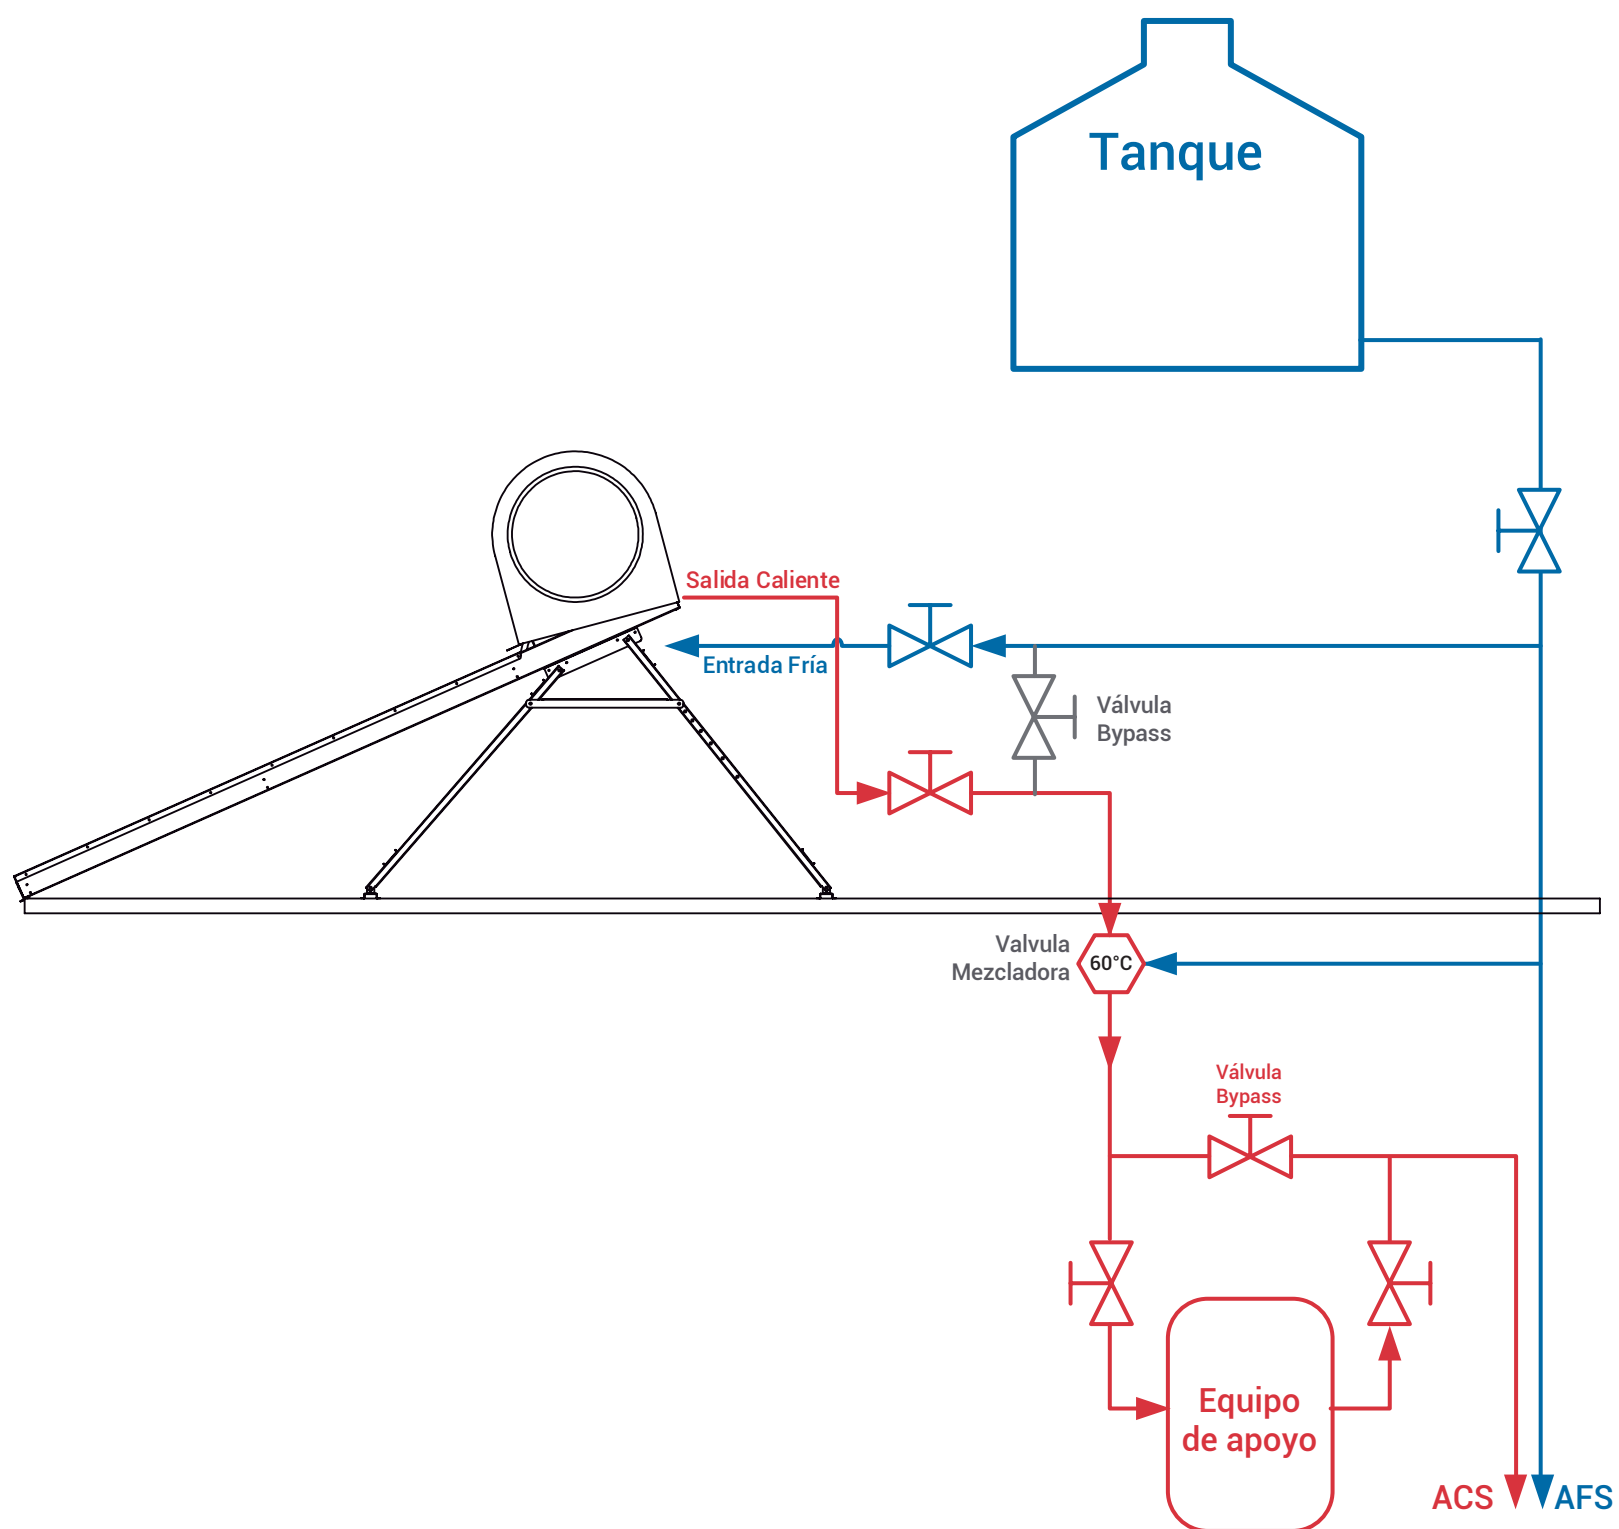 Tanque
Salida Caliente
Entrada Fría
Válvula
Bypass
Valvula
Mezcladora
60°C
Válvula
Bypass
Equipo
de apoyo
ACS
AFS